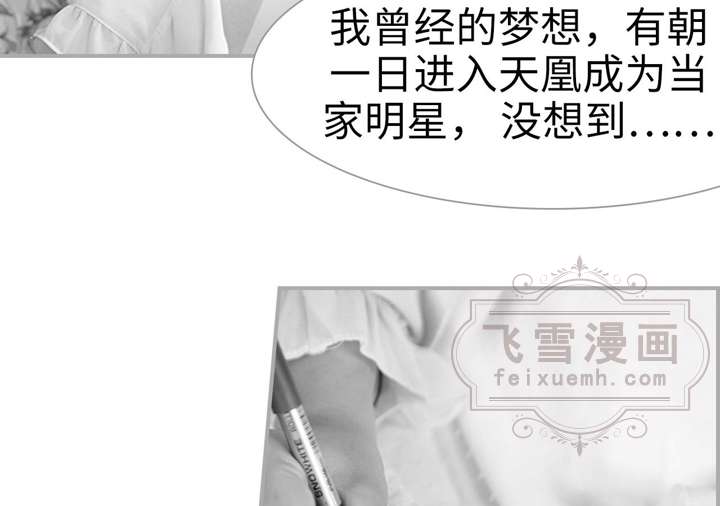 我曾经的梦想，有朝
一日进入天凰成为当
家明星， 没想到……
飞雪漫画
feixuemh.com
SNOWHITE